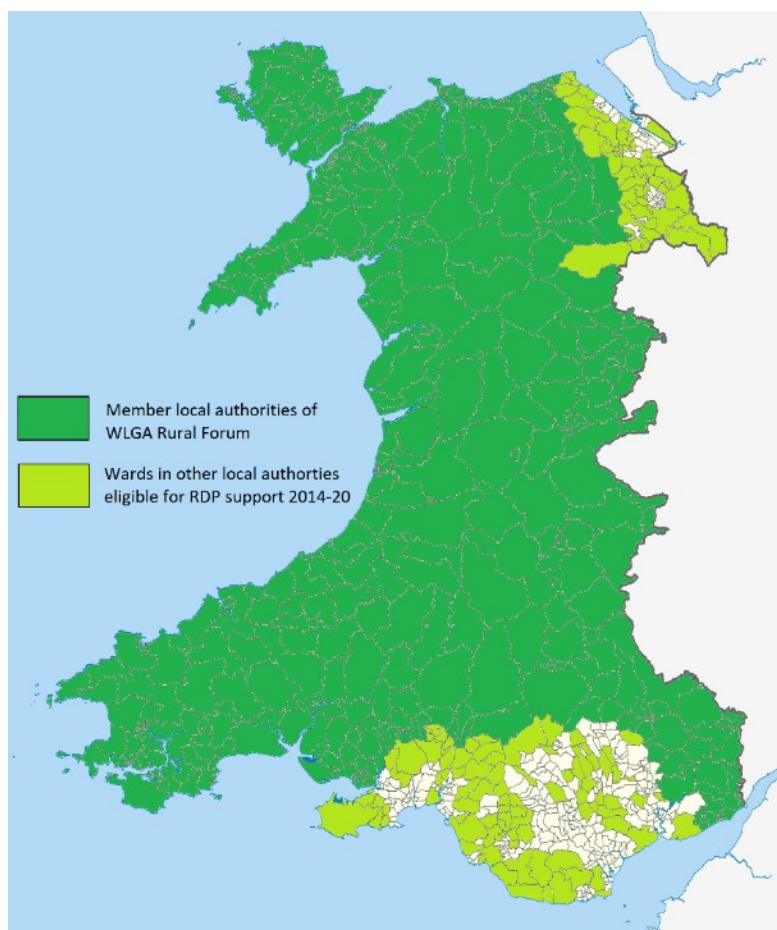 Member local authorities of
WLGA Rural Forum
Wards in other local authorties
eligible for RDP support 2014-20